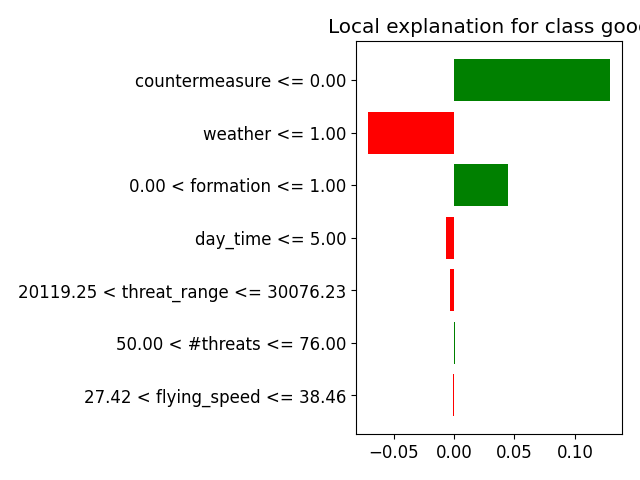 Local explanation for class goo
countermeasure <= 0.00
weather <= 1.00
0.00 < formation <= 1.00
day_time <= 5.00
20119.25 < threat_range <= 30076.23
50.00 < #threats <= 76.00
27.42 < flying_speed <= 38.46
−0.05 0.00 0.05 0.10